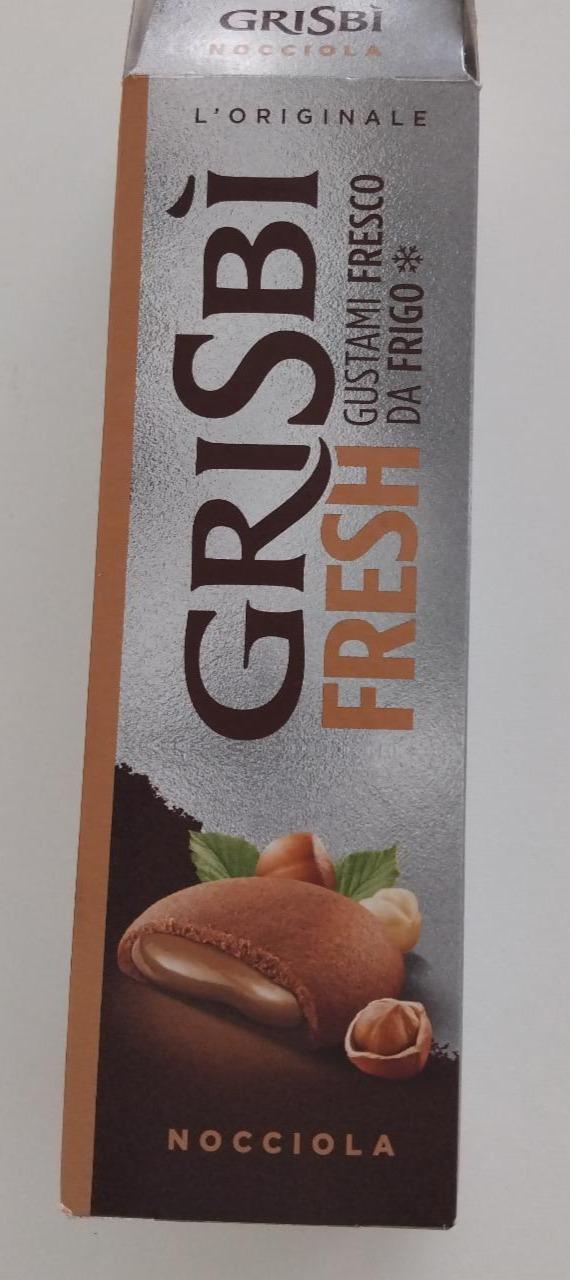 GRISBÌ
NOCCIOLA
L'ORIGINALE
GRISBÌ
FRESH
GUSTAMI FRESCO
DA FRIGO
NOCCIOLA